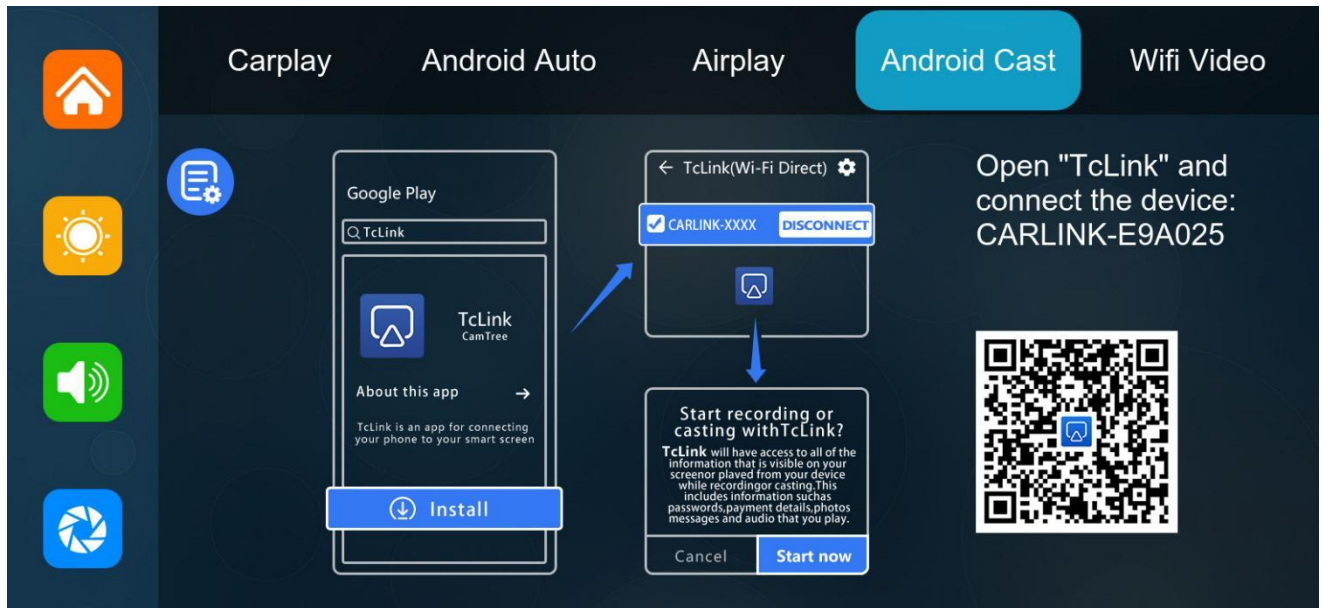 Carplay
Android Auto
Airplay
Android Cast
Wifi Video
Google Play
TcLink
TcLink
CamTree
About this app
TcLink is an app for connecting
your phone to your smart screen
Install
TcLink(Wi-Fi Direct)
CARLINK-XXXX
DISCONNECT
Start recording or
casting withTcLink?
TcLink will have access to all of the
information that is visible on your
screenor plaved from your device
while recordingor casting.This
includes information suchas
passwords,payment details,photos
messages and audio that you play.
Cancel
Start now
Open "TcLink" and
connect the device:
CARLINK-E9A025